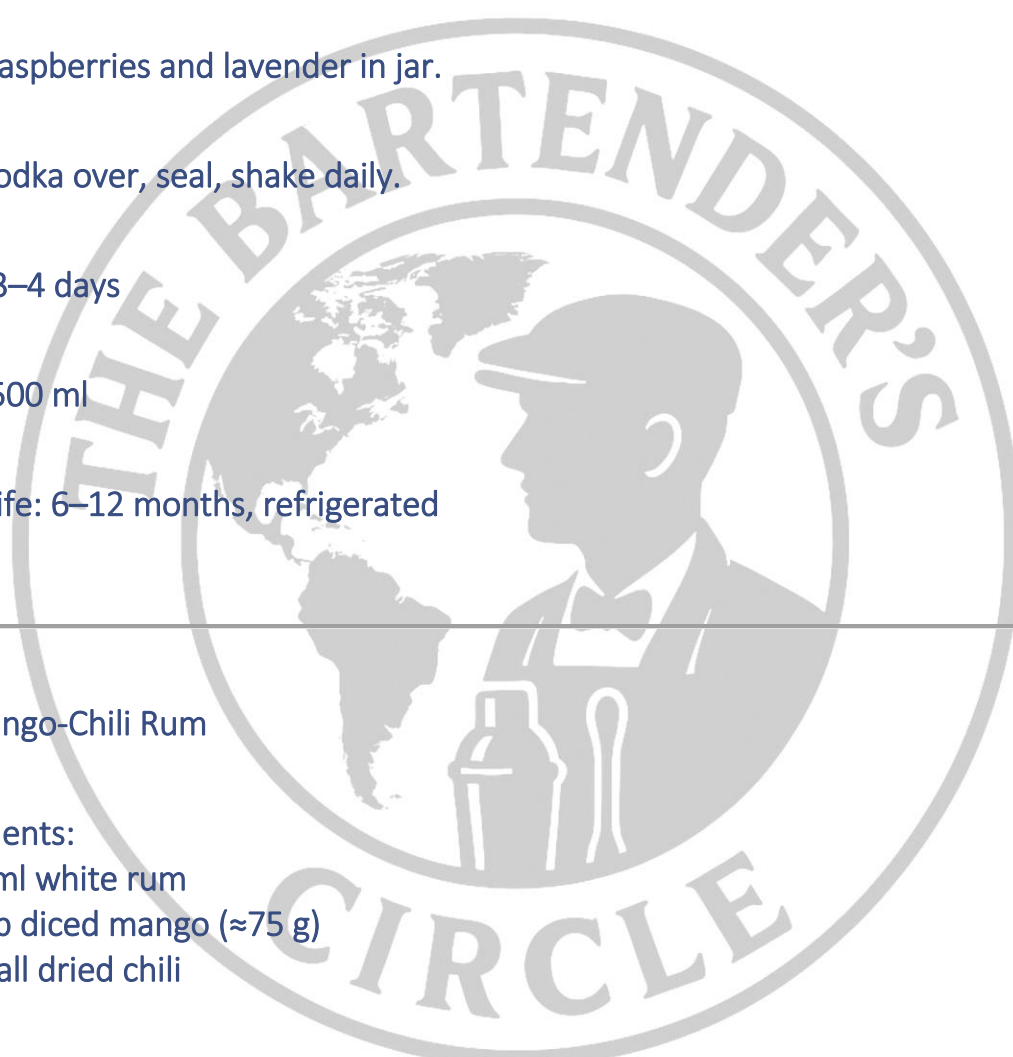 aspberries and lavender in jar.
odka over, seal, shake daily.
3–4 days
500 ml
ife: 6–12 months, refrigerated
ngo-Chili Rum
ents:
ml white rum
p diced mango (≈75 g)
all dried chili
THE BARTENDER'S
CIRCLE